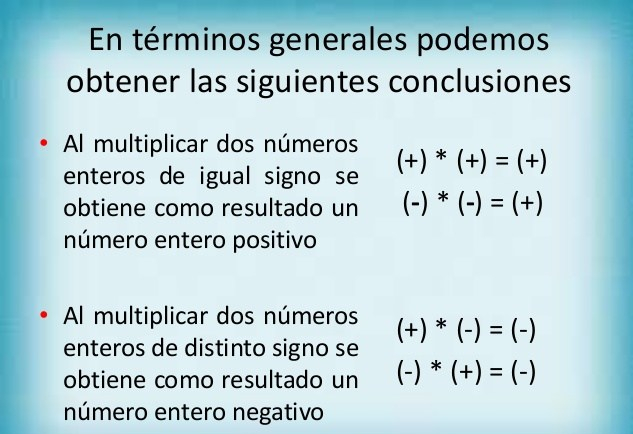 En términos generales podemos
obtener las siguientes conclusiones
• Al multiplicar dos números
enteros de igual signo se
obtiene como resultado un
número entero positivo
(+) * (+) = (+)
(-) * (-) = (+)
• Al multiplicar dos números
enteros de distinto signo se
obtiene como resultado un
número entero negativo
(+) * (-) = (-)
(-) * (+) = (-)